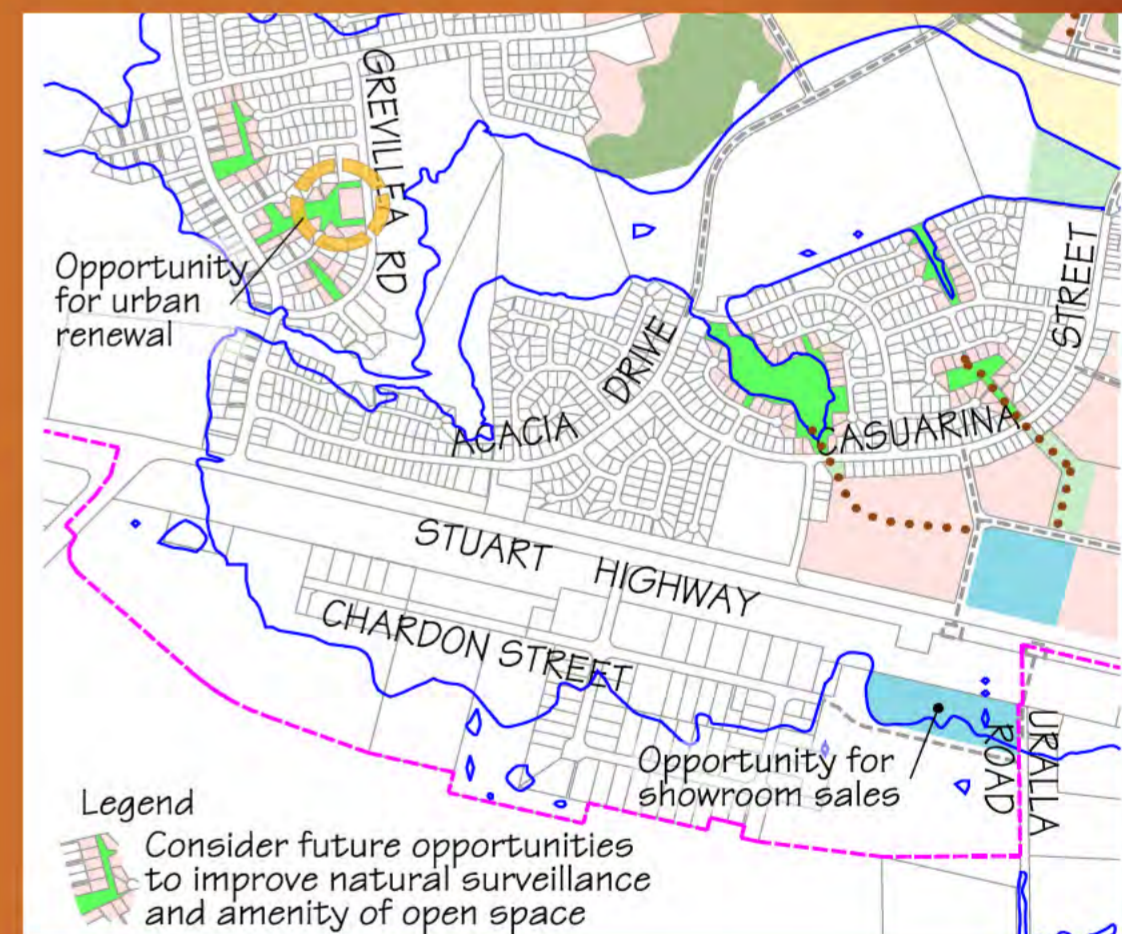 GREVILLEA RD
Opportunity
for urban
renewal
STREET
DRIVE
ACACIA
CASUARINA
STUART HIGHWAY
CHARDON STREET
Opportunity for
showroom sales
URALLA
ROAD
Legend
Consider future opportunities
to improve natural surveillance
and amenity of open space